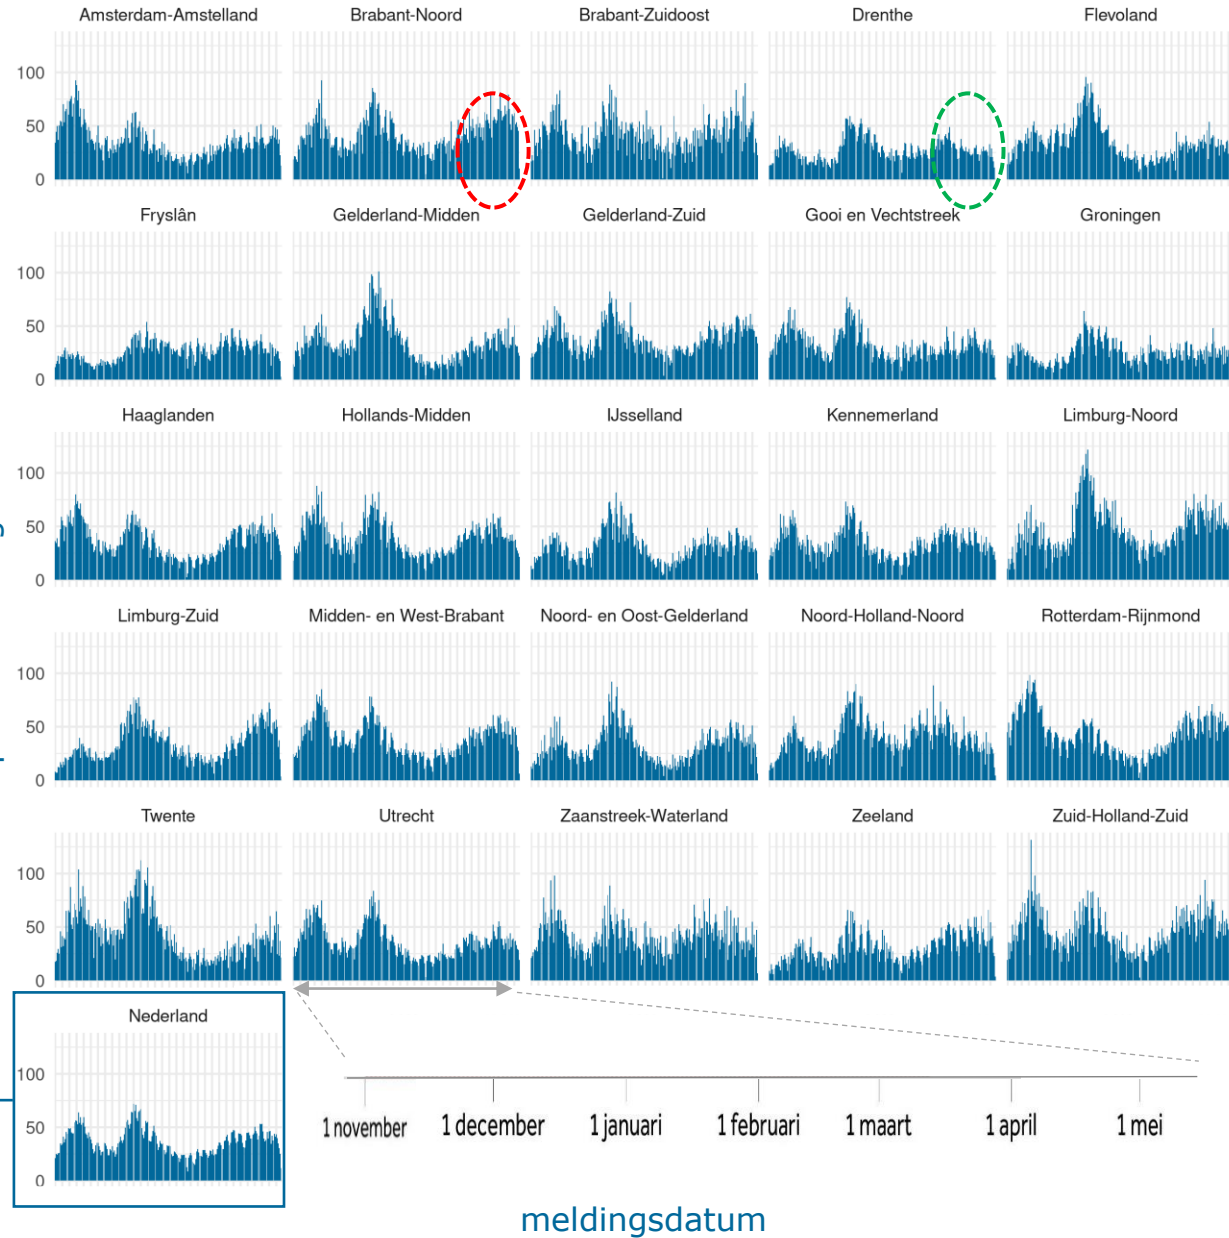 Amsterdam-Amstelland Brabant-Noord Brabant-Zuidoost Drenthe Flevoland
100
50
0
Fryslân Gelderland-Midden Gelderland-Zuid Gooi en Vechtstreek Groningen
100
50
0
Haaglanden Hollands-Midden IJsselland Kennemerland Limburg-Noord
100
50
0
Limburg-Zuid Midden- en West-Brabant Noord- en Oost-Gelderland Noord-Holland-Noord Rotterdam-Rijnmond
100
50
0
Twente Utrecht Zaanstreek-Waterland Zeeland Zuid-Holland-Zuid
100
50
0
Nederland
100
50
0
1 november 1 december 1 januari 1 februari 1 maart 1 april 1 mei
meldingsdatum